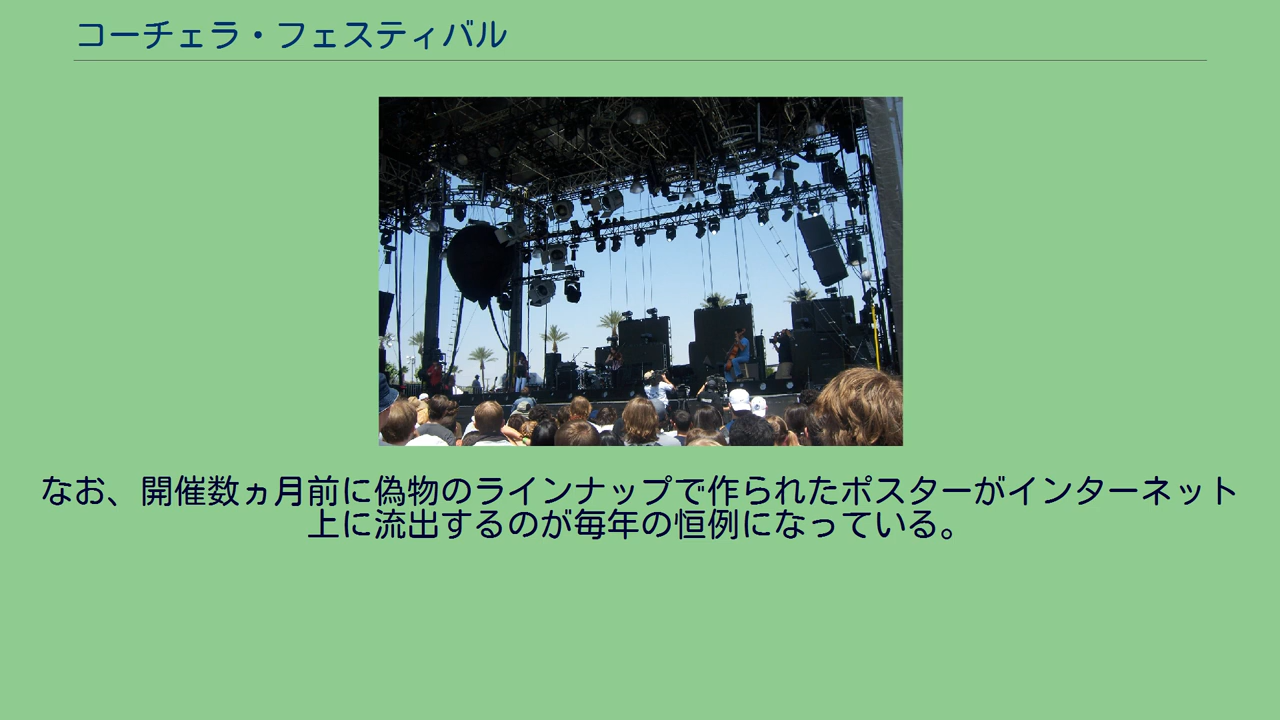 コーチェラ・フェスティバル
なお、開催数ヵ月前に偽物のラインナップで作られたポスターがインターネット
上に流出するのが毎年の恒例になっている。